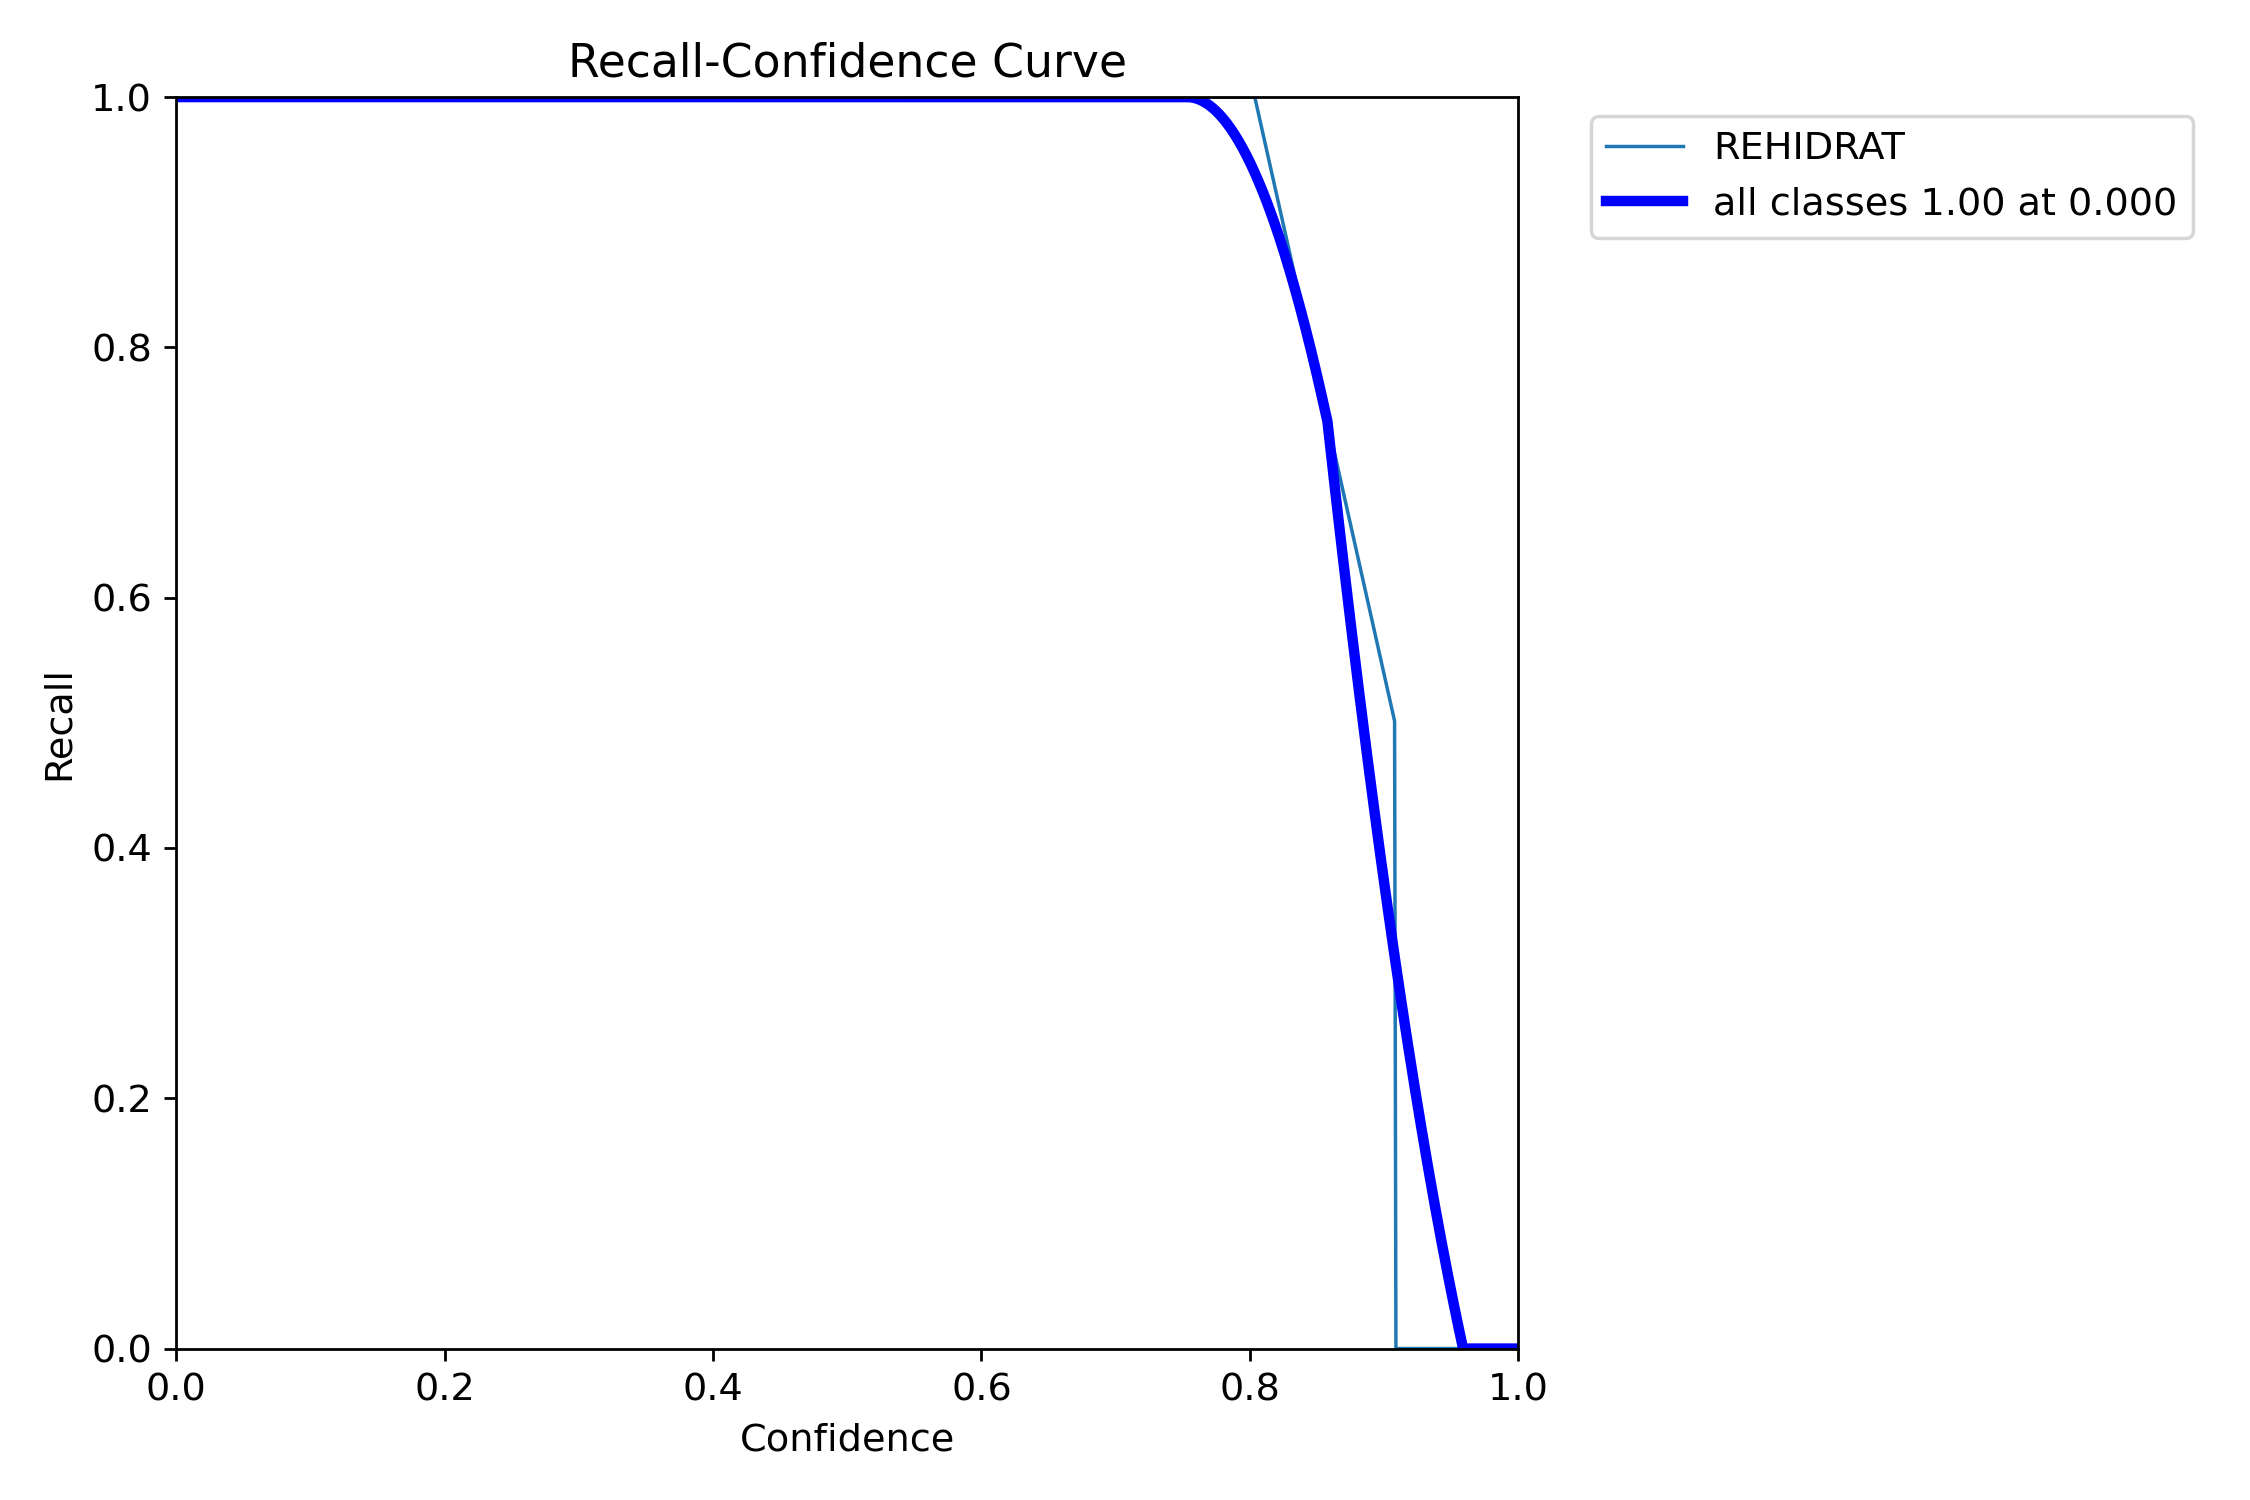 Recall-Confidence Curve
1.0
0.8
0.6
0.4
0.2
0.0
Recall
0.0 0.2 0.4 0.6 0.8 1.0
Confidence
REHIDRAT
all classes 1.00 at 0.000